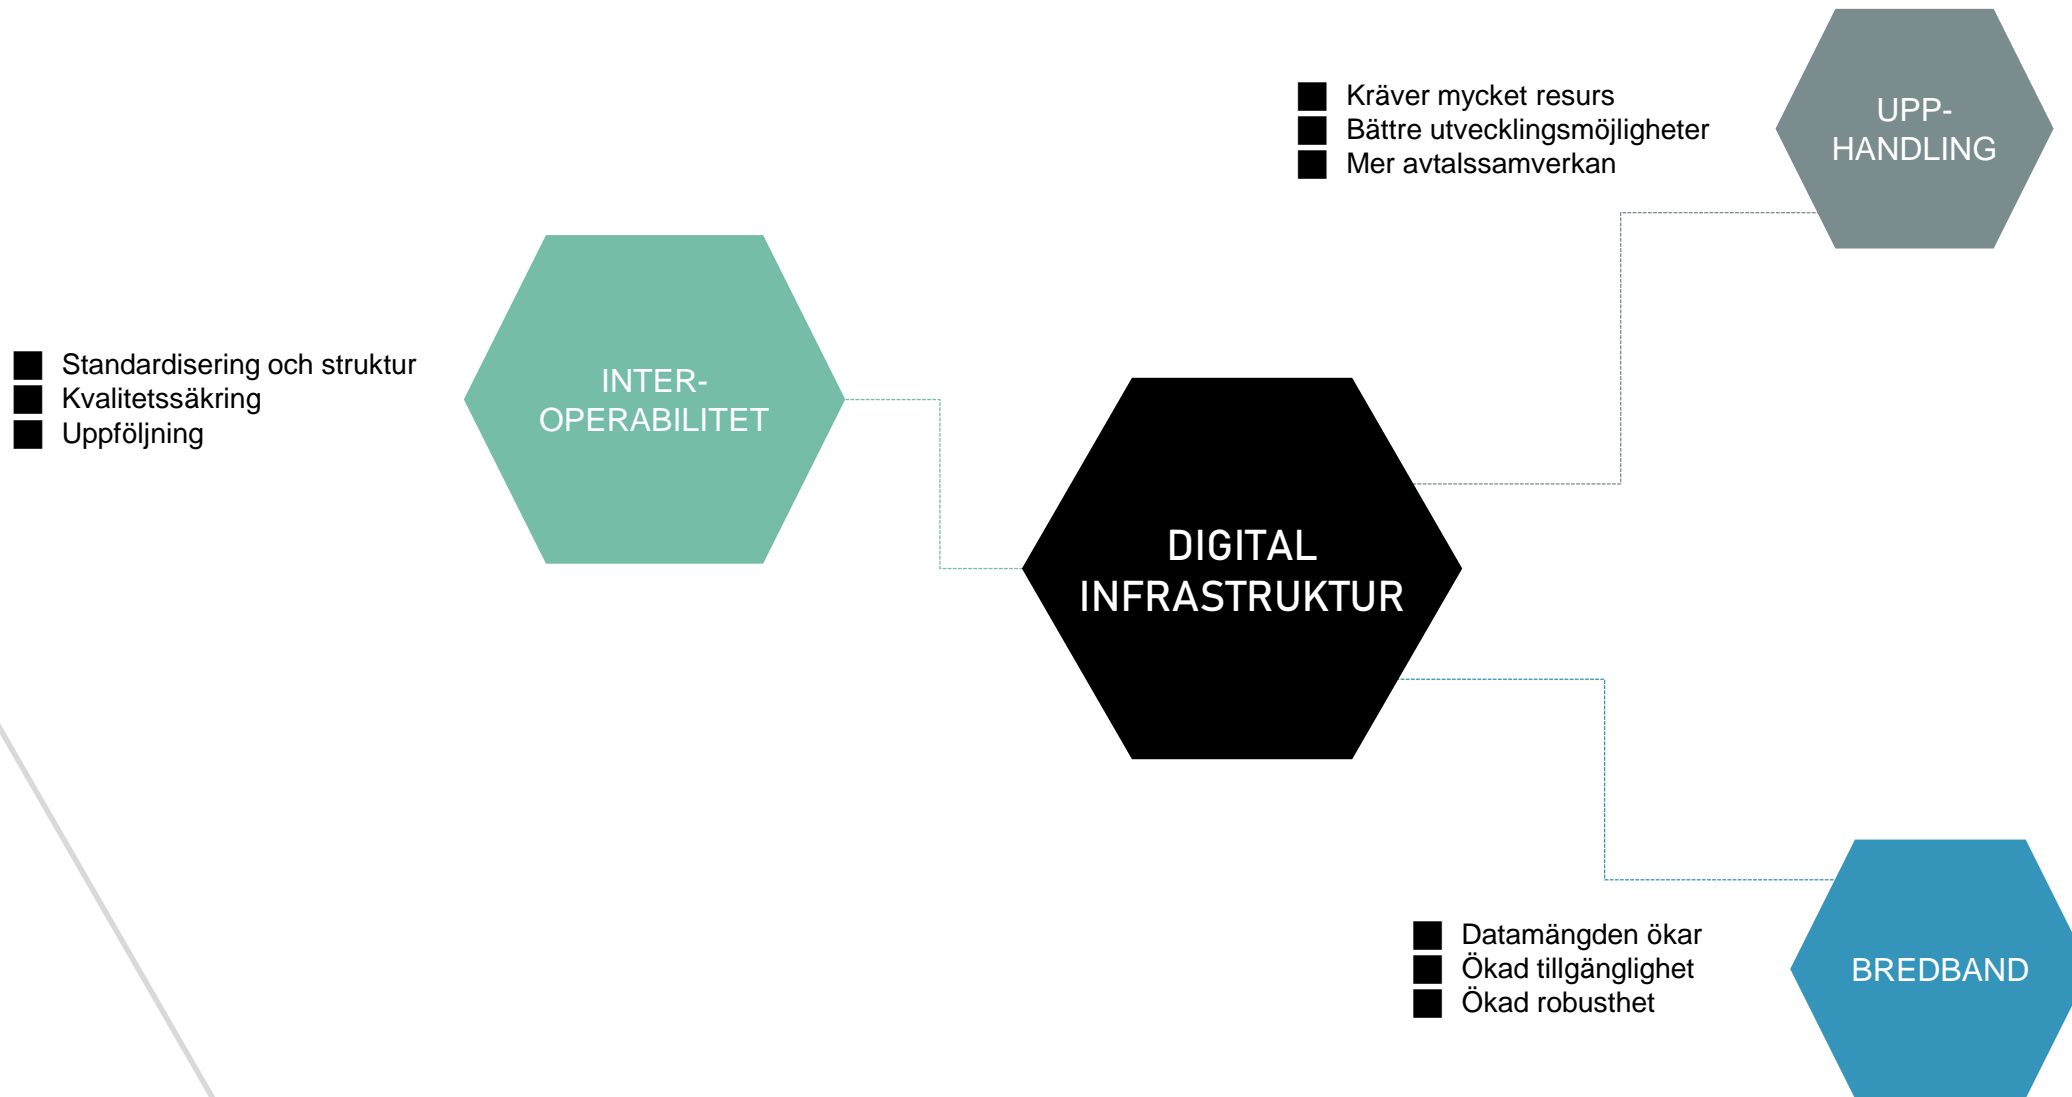 Kräver mycket resurs
Bättre utvecklingsmöjligheter
Mer avtalssamverkan
UPP-
HANDLING
Standardisering och struktur
Kvalitetssäkring
Uppföljning
INTER-
OPERABILITET
DIGITAL
INFRASTRUKTUR
Datamängden ökar
Ökad tillgänglighet
Ökad robusthet
BREDBAND